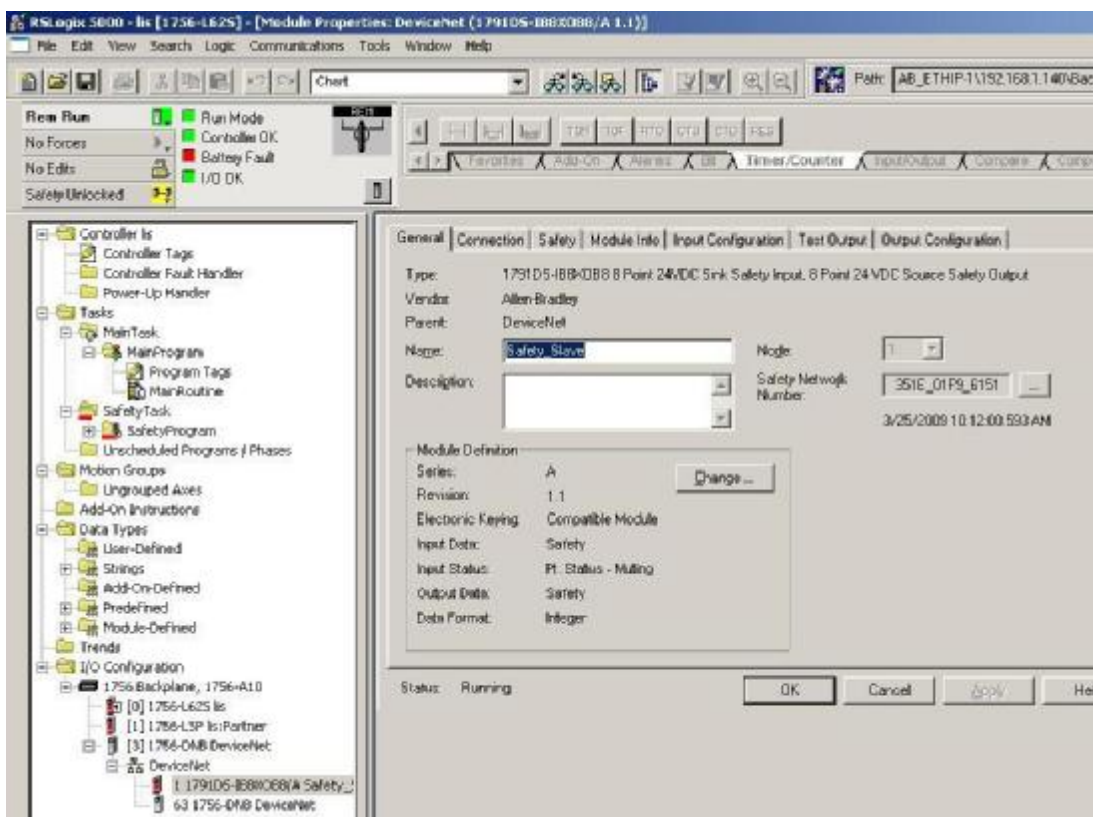 RSLogix 5000 - lis [1756-L62S] - [Module Properties: DeviceNet (1791DS-IB8XOB8/A 1.1)]
File Edit View Search Logic Communications Tools Window Help
Chart
Path: AB_ETHIP-1\192.168.1.140\Bac
Rem Run
No Forces
No Edits
Safety Unlocked
Run Mode
Controller OK
Battery Fault
I/O OK
REM
TON TOF RTO CTU CTD RES
Favorites Add-On Alarms Bit Timer/Counter Input/Output Compare
Controller lis
Controller Tags
Controller Fault Handler
Power-Up Handler
Tasks
MainTask
MainProgram
Program Tags
MainRoutine
SafetyTask
SafetyProgram
Unscheduled Programs / Phases
Motion Groups
Ungrouped Axes
Add-On Instructions
Data Types
User-Defined
Strings
Add-On-Defined
Predefined
Module-Defined
Trends
I/O Configuration
1756 Backplane, 1756-A10
[0] 1756-L62S lis
[1] 1756-LSP lis:Partner
[3] 1756-DNB DeviceNet
DeviceNet
1 1791DS-IB8XOB8/A Safety_S
63 1756-DNB DeviceNet
General Connection Safety Module Info Input Configuration Test Output Output Configuration
Type: 1791DS-IB8XOB8 8 Point 24VDC Sink Safety Input, 8 Point 24 VDC Source Safety Output
Vendor: Allen-Bradley
Parent: DeviceNet
Name: Safety_Slave
Node: 1
Description:
Safety Network Number: 351E_01F9_6151 ...
3/25/2009 10:12:00.593 AM
Module Definition
Series: A
Change ...
Revision: 1.1
Electronic Keying: Compatible Module
Input Data: Safety
Input Status: Pt. Status - Muting
Output Data: Safety
Data Format: Integer
Status: Running
OK Cancel Apply He